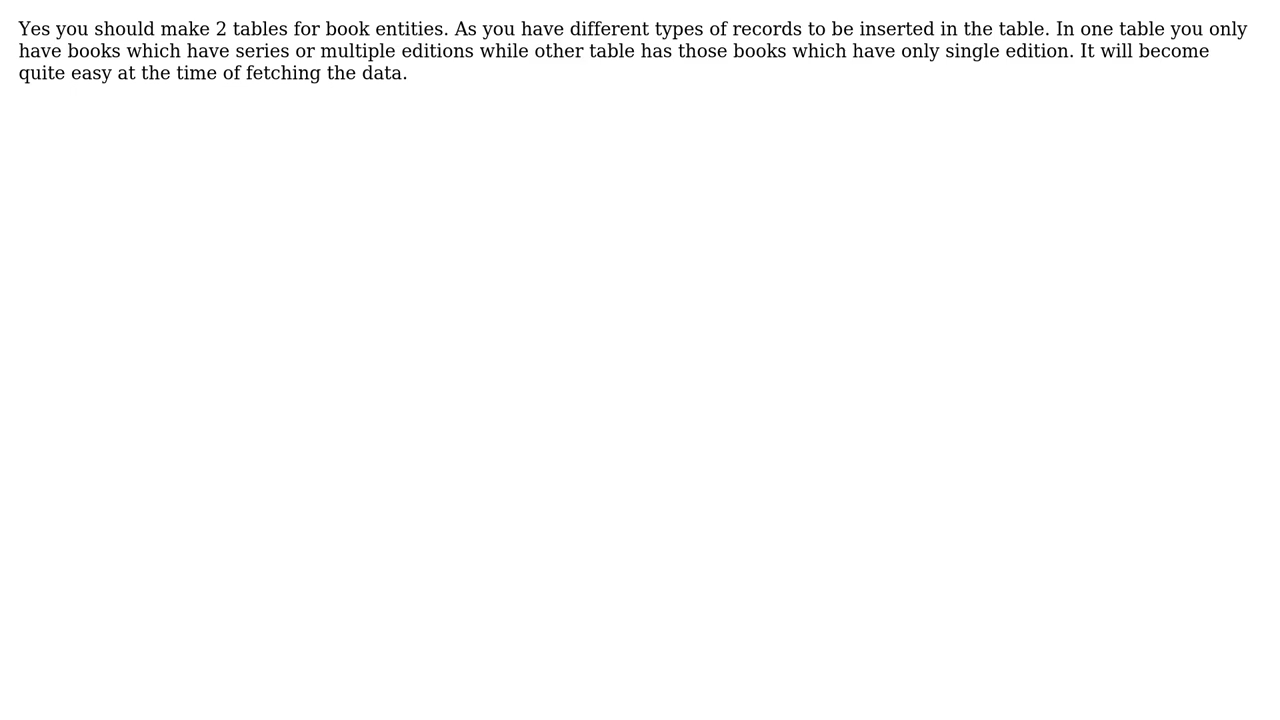 Yes you should make 2 tables for book entities. As you have different types of records to be inserted in the table. In one table you only
have books which have series or multiple editions while other table has those books which have only single edition. It will become
quite easy at the time of fetching the data.